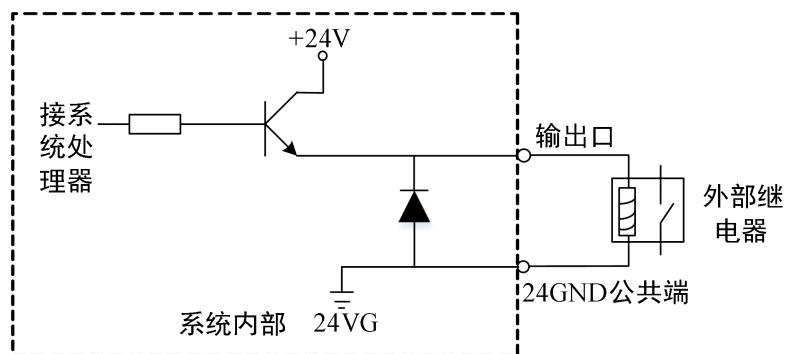 +24V
接系
统处
理器
输出口
外部继
电器
24GND公共端
系统内部
24VG